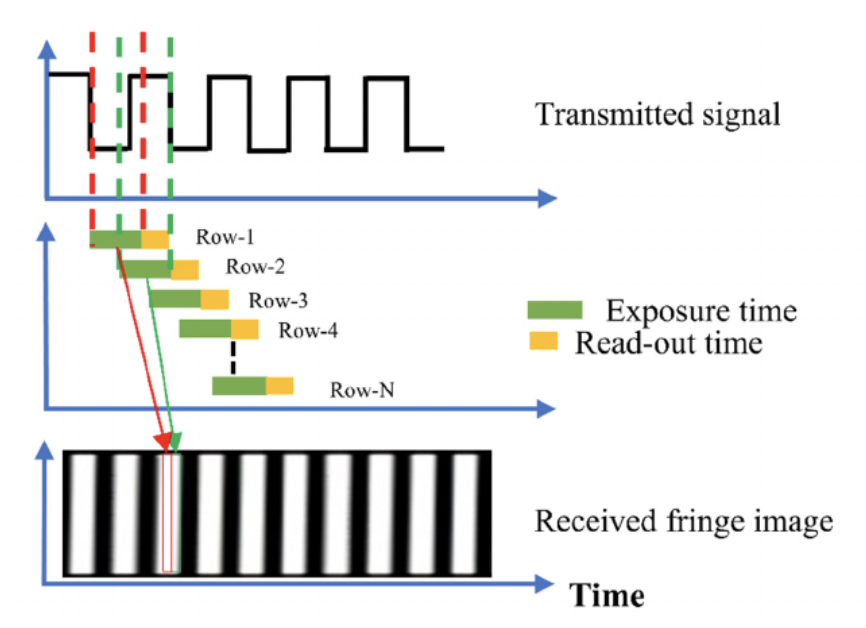 Transmitted signal
Row-1
Row-2
Row-3
Row-4
Row-N
Exposure time
Read-out time
Received fringe image
Time